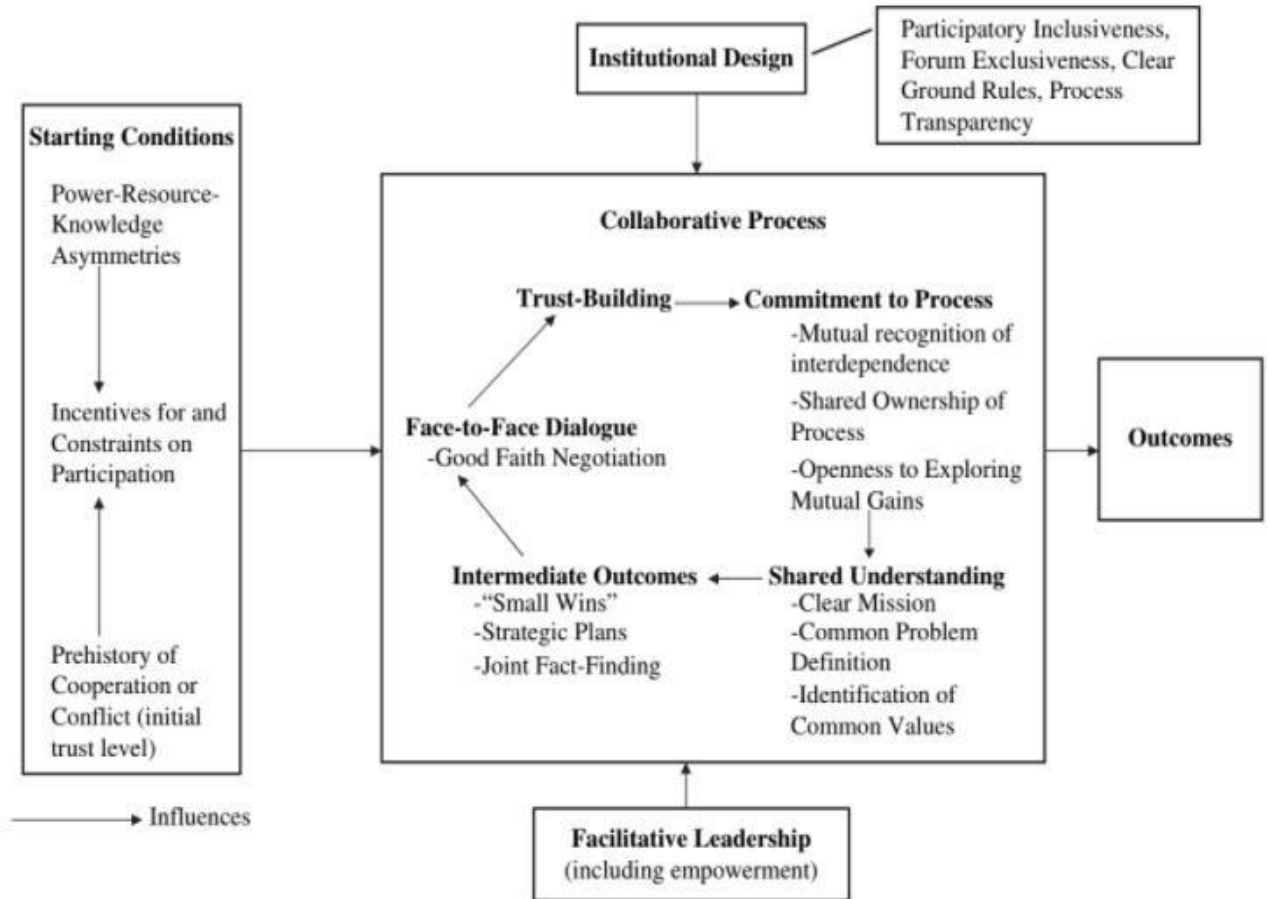 Institutional Design
Participatory Inclusiveness,
Forum Exclusiveness, Clear
Ground Rules, Process
Transparency
Starting Conditions
Power-Resource-
Knowledge
Asymmetries
Incentives for and
Constraints on
Participation
Prehistory of
Cooperation or
Conflict (initial
trust level)
Influences
Collaborative Process
Trust-Building
Commitment to Process
-Mutual recognition of
interdependence
-Shared Ownership of
Process
-Openness to Exploring
Mutual Gains
Face-to-Face Dialogue
-Good Faith Negotiation
Intermediate Outcomes
-“Small Wins”
-Strategic Plans
-Joint Fact-Finding
Shared Understanding
-Clear Mission
-Common Problem
Definition
-Identification of
Common Values
Outcomes
Facilitative Leadership
(including empowerment)